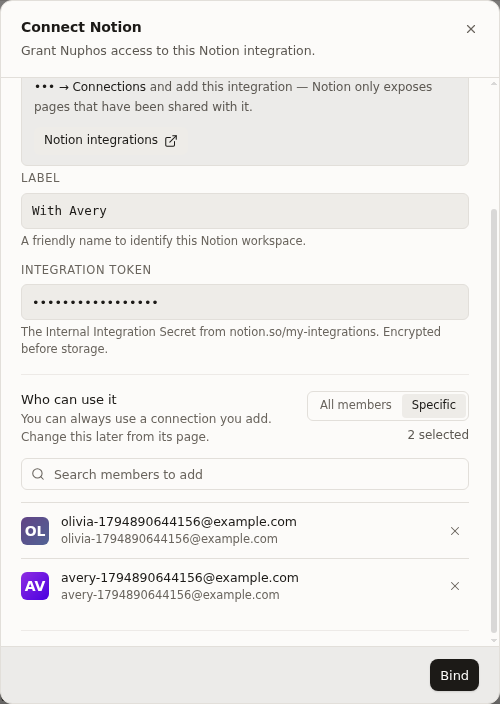 Connect Notion
Grant Nuphos access to this Notion integration.
••• → Connections and add this integration — Notion only exposes
pages that have been shared with it.
Notion integrations
LABEL
With Avery
A friendly name to identify this Notion workspace.
INTEGRATION TOKEN
•••••••••••••••••
The Internal Integration Secret from notion.so/my-integrations. Encrypted
before storage.
Who can use it
You can always use a connection you add.
Change this later from its page.
All members
Specific
2 selected
Search members to add
OL
olivia-1794890644156@example.com
olivia-1794890644156@example.com
AV
avery-1794890644156@example.com
avery-1794890644156@example.com
Bind